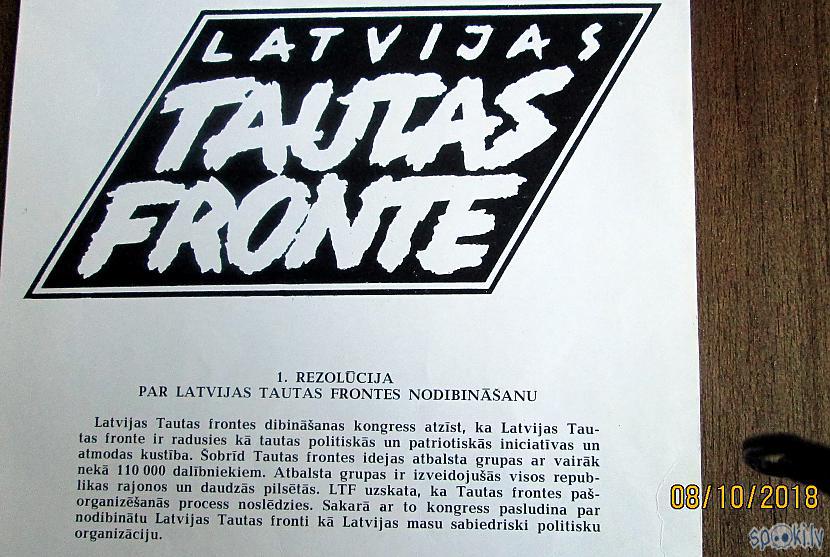 LATVIJAS
TAUTAS
FRONTE
1. REZOLŪCIJA
PAR LATVIJAS TAUTAS FRONTES NODIBINĀŠANU
Latvijas Tautas frontes dibināšanas kongress atzīst, ka Latvijas Tau-
tas fronte ir radusies kā tautas politiskās un patriotiskās iniciatīvas un
atmodas kustība. Šobrīd Tautas frontes idejas atbalsta grupas ar vairāk
nekā 110 000 dalībniekiem. Atbalsta grupas ir izveidojušās visos repub-
likas rajonos un daudzās pilsētās. LTF uzskata, ka Tautas frontes paš-
organizēšanās process noslēdzies. Sakarā ar to kongress pasludina par
nodibinātu Latvijas Tautas fronti kā Latvijas masu sabiedriski politisku
organizāciju.
08/10/2018
spoki.lv